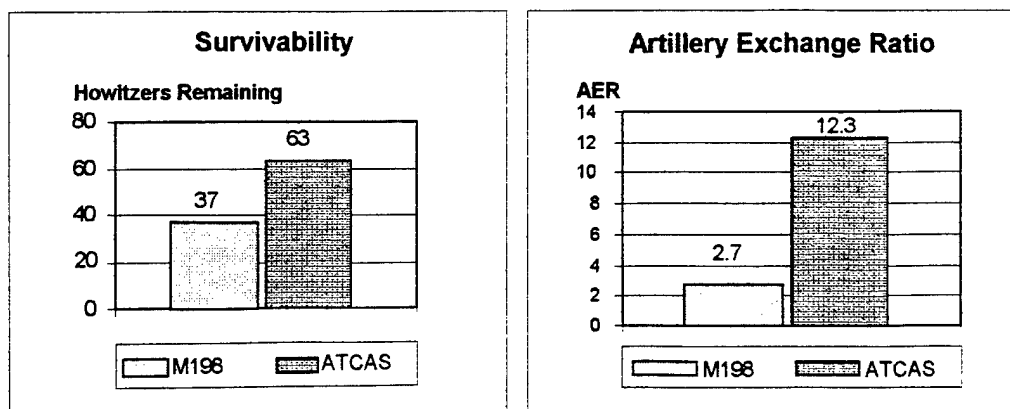 Survivability
Howitzers Remaining
80
60
40
20
0
37
63
M198
ATCAS
Artillery Exchange Ratio
AER
14
12
10
8
6
4
2
0
2.7
12.3
M198
ATCAS